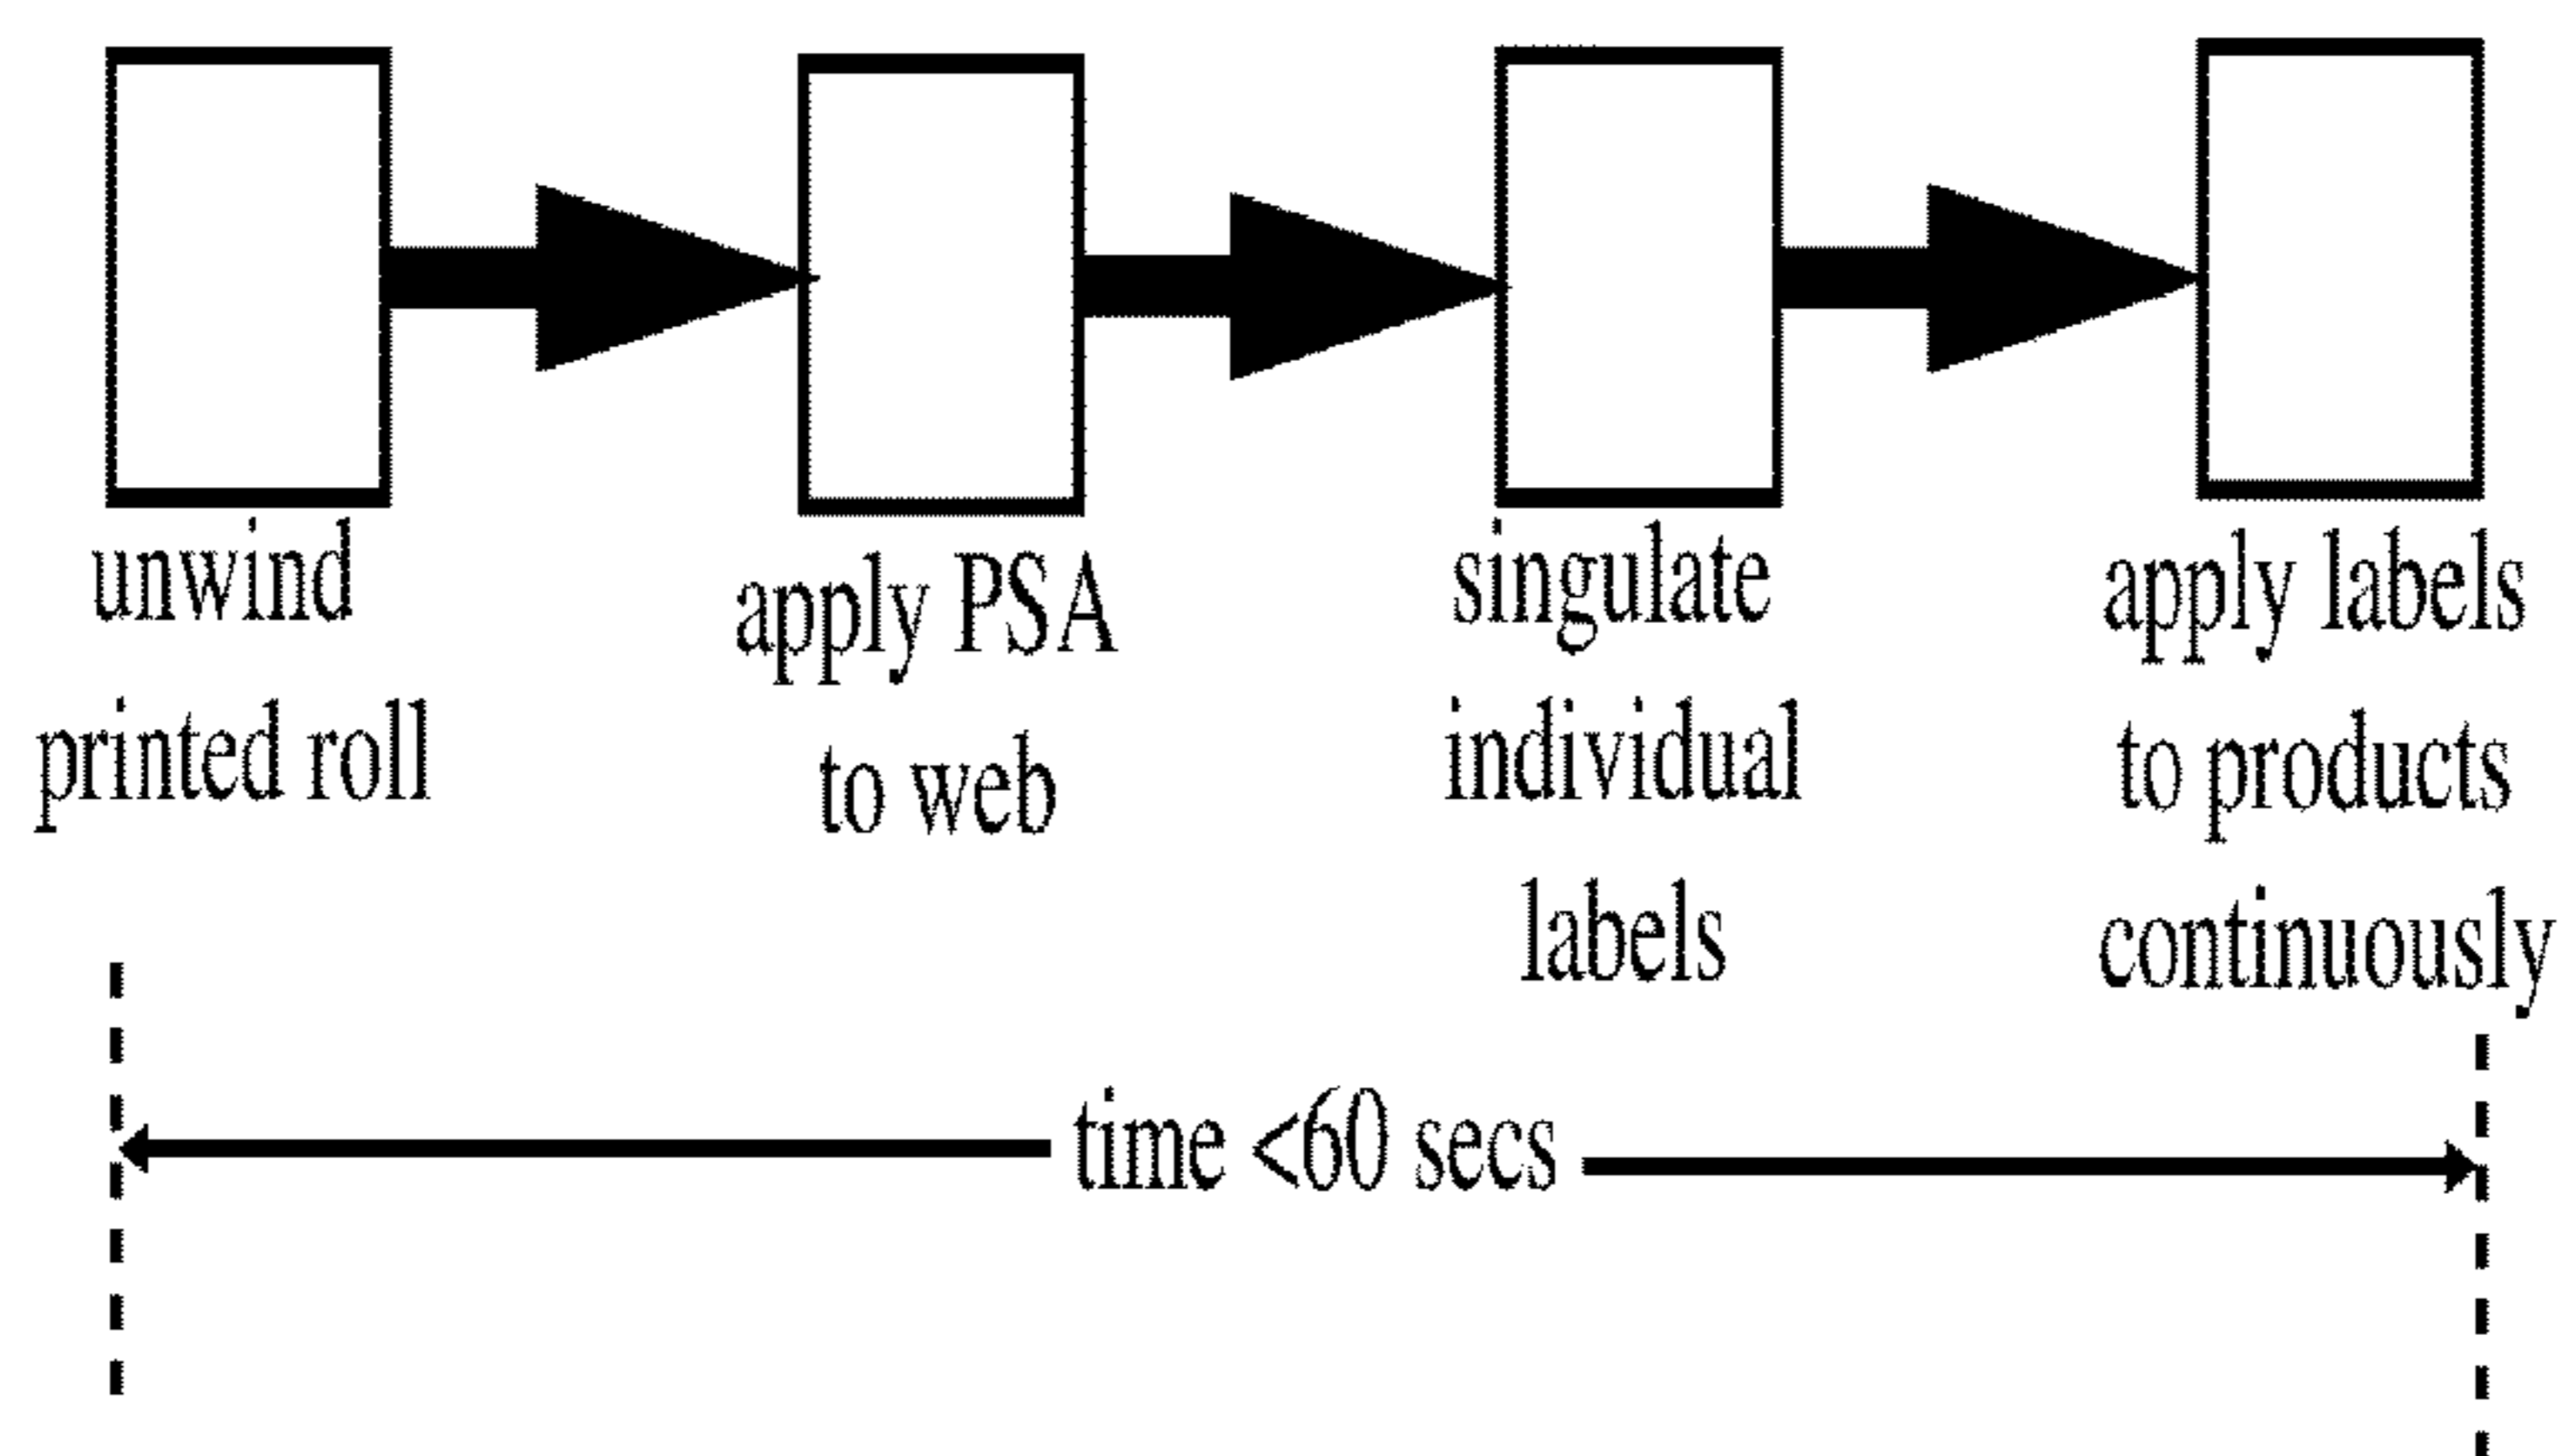 unwind
printed roll
apply PSA
to web
singulate
individual
labels
apply labels
to products
continuously
time <60 secs